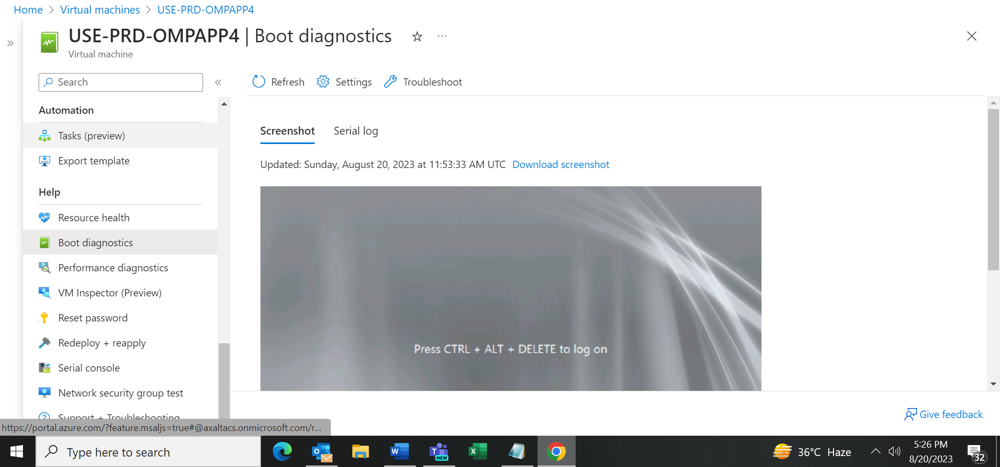 Home > Virtual machines > USE-PRD-OMPAPP4
USE-PRD-OMPAPP4 | Boot diagnostics
Virtual machine
Search
Refresh
Settings
Troubleshoot
Automation
Tasks (preview)
Export template
Help
Resource health
Boot diagnostics
Performance diagnostics
VM Inspector (Preview)
Reset password
Redeploy + reapply
Serial console
Network security group test
Support + Troubleshooting
Screenshot
Serial log
Updated: Sunday, August 20, 2023 at 11:53:33 AM UTC Download screenshot
Press CTRL + ALT + DELETE to log on
Give feedback
https://portal.azure.com/?feature.msaljs=true#@axaltacs.onmicrosoft.com/r...
Type here to search
NEW
36°C Haze
5:26 PM
8/20/2023
32